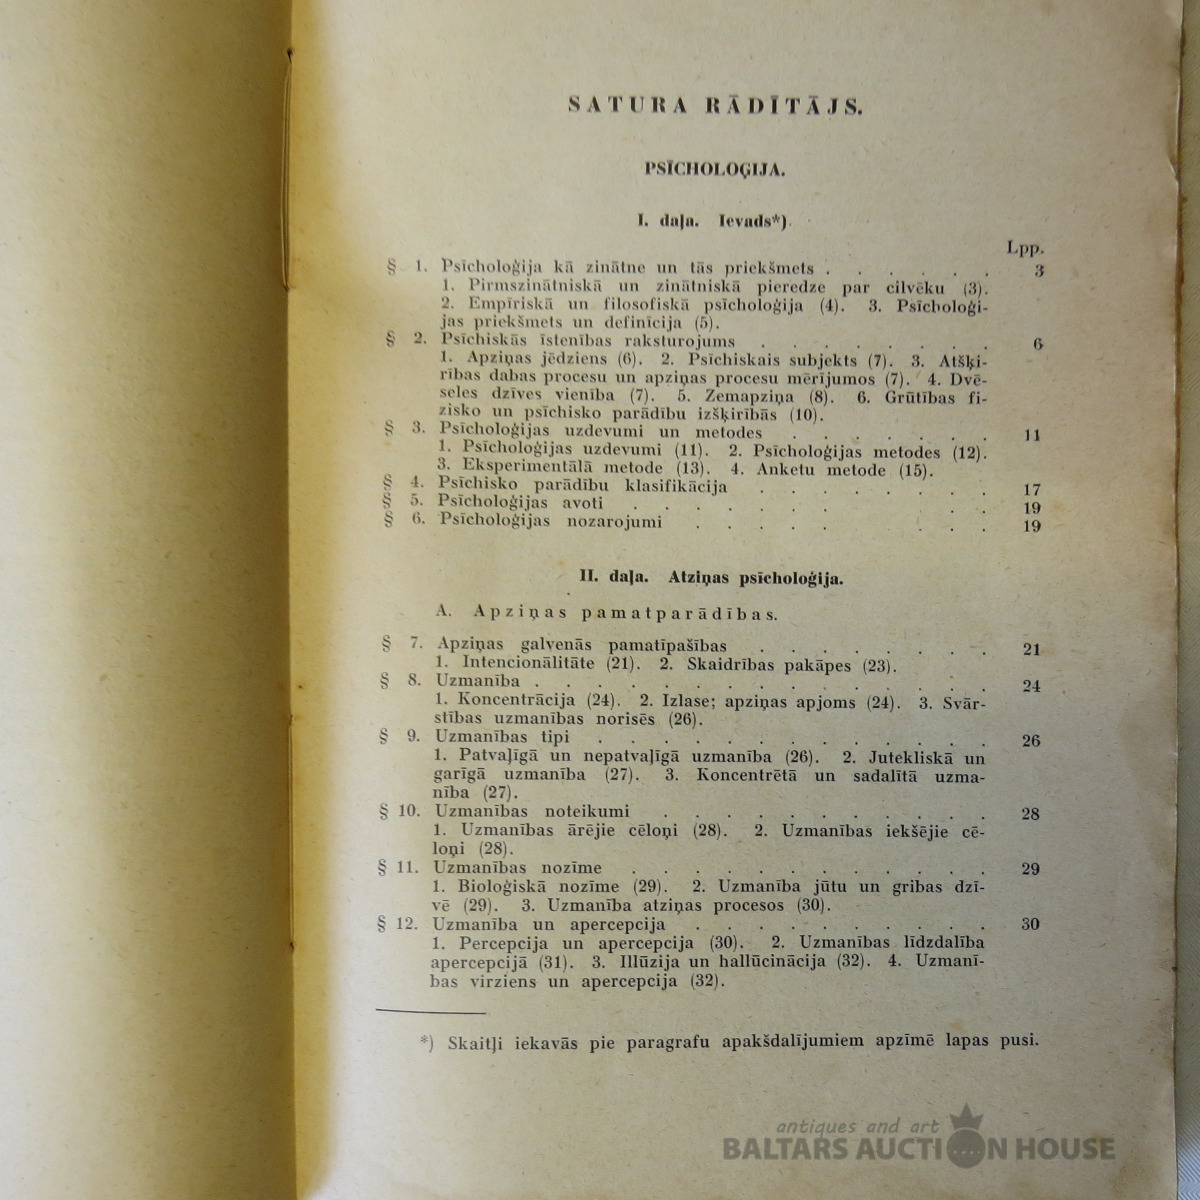 SATURA RĀDĪTĀJS.
PSĪCHOLOĢIJA.
I. daļa. Ievads*)
Lpp.
§ 1. Psīcholoģija kā zinātne un tās priekšmets . . . . . . 3
1. Pirmszinātniskā un zinātniskā pieredze par cilvēku (3).
2. Empīriskā un filosofiskā psīcholoģija (4). 3. Psīcholoģi-
jas priekšmets un definīcija (5).
§ 2. Psīchiskās īstenības raksturojums . . . . . . . . 6
1. Apziņas jēdziens (6). 2. Psīchiskais subjekts (7). 3. Atšķi-
rības dabas procesu un apziņas procesu mērījumos (7). 4. Dvē-
seles dzīves vienība (7). 5. Zemapziņa (8). 6. Grūtības fi-
zisko un psīchisko parādību izšķirībās (10).
§ 3. Psīcholoģijas uzdevumi un metodes . . . . . . . 11
1. Psīcholoģijas uzdevumi (11). 2. Psīcholoģijas metodes (12).
3. Eksperimentālā metode (13). 4. Anketu metode (15).
§ 4. Psīchisko parādību klasifikācija . . . . . . . . 17
§ 5. Psīcholoģijas avoti . . . . . . . . . 19
§ 6. Psīcholoģijas nozarojumi . . . . . . . . 19
II. daļa. Atziņas psīcholoģija.
A. Apziņas pamatparādības.
§ 7. Apziņas galvenās pamatīpašības . . . . . . . . 21
1. Intencionālitāte (21). 2. Skaidrības pakāpes (23).
§ 8. Uzmanība . . . . . . . . . . . . . . . 24
1. Koncentrācija (24). 2. Izlase; apziņas apjoms (24). 3. Svār-
stības uzmanības norisēs (26).
§ 9. Uzmanības tipi . . . . . . . . . . . . . 26
1. Patvaļīgā un nepatvaļīgā uzmanība (26). 2. Jutekliskā un
garīgā uzmanība (27). 3. Koncentrētā un sadalītā uzma-
nība (27).
§ 10. Uzmanības noteikumi . . . . . . . . . . . 28
1. Uzmanības ārējie cēloņi (28). 2. Uzmanības iekšējie cē-
loņi (28).
§ 11. Uzmanības nozīme . . . . . . . . . . . . 29
1. Bioloģiskā nozīme (29). 2. Uzmanība jūtu un gribas dzī-
vē (29). 3. Uzmanība atziņas procesos (30).
§ 12. Uzmanība un apercepcija . . . . . . . . . . 30
1. Percepcija un apercepcija (30). 2. Uzmanības līdzdalība
apercepcijā (31). 3. Illūzija un hallūcinācija (32). 4. Uzmanī-
bas virziens un apercepcija (32).
*) Skaitļi iekavās pie paragrafu apakšdalījumiem apzīmē lapas pusi.
antiques and art
BALTARS AUCTION HOUSE